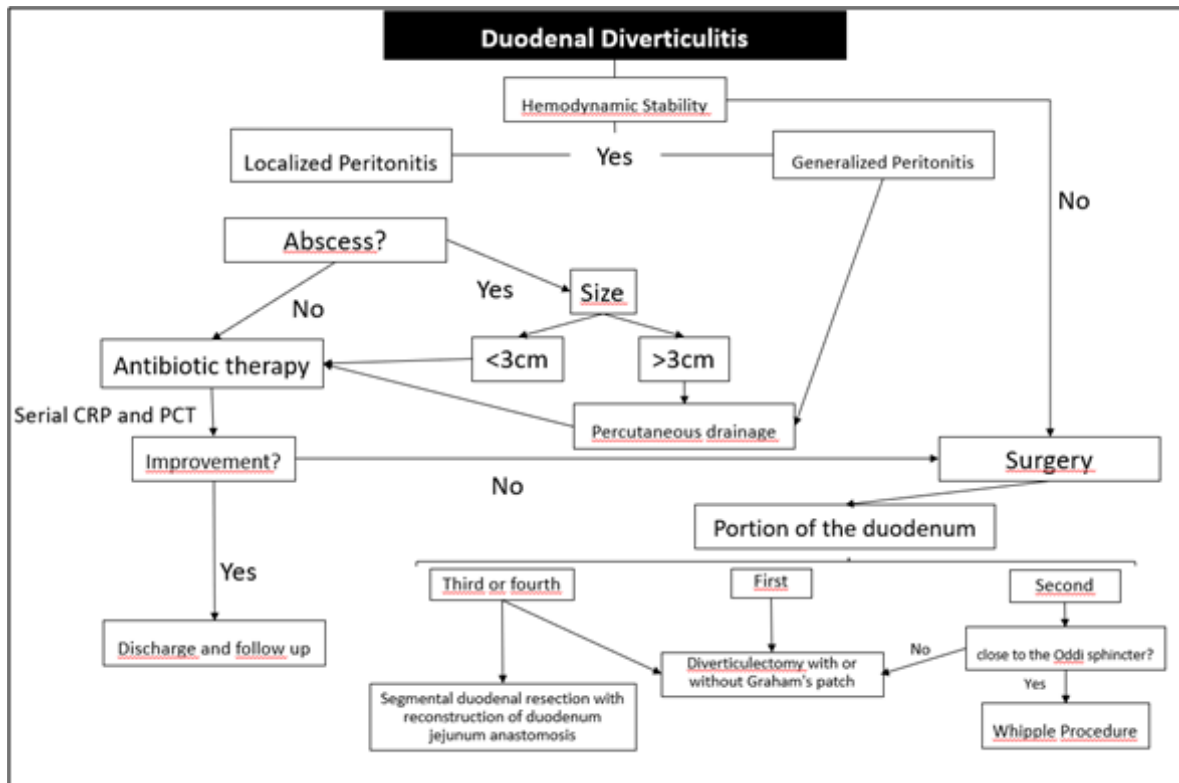 Duodenal Diverticulitis
Hemodynamic Stability
Localized Peritonitis
Yes
Generalized Peritonitis
No
Abscess?
Yes
Size
No
Antibiotic therapy
<3cm
>3cm
Serial CRP and PCT
Percutaneous drainage
Improvement?
No
Surgery
Portion of the duodenum
Yes
Third or fourth
First
Second
Discharge and follow up
Diverticulectomy with or
without Graham's patch
No
close to the Oddi sphincter?
Yes
Segmental duodenal resection with
reconstruction of duodenum
jejunum anastomosis
Whipple Procedure